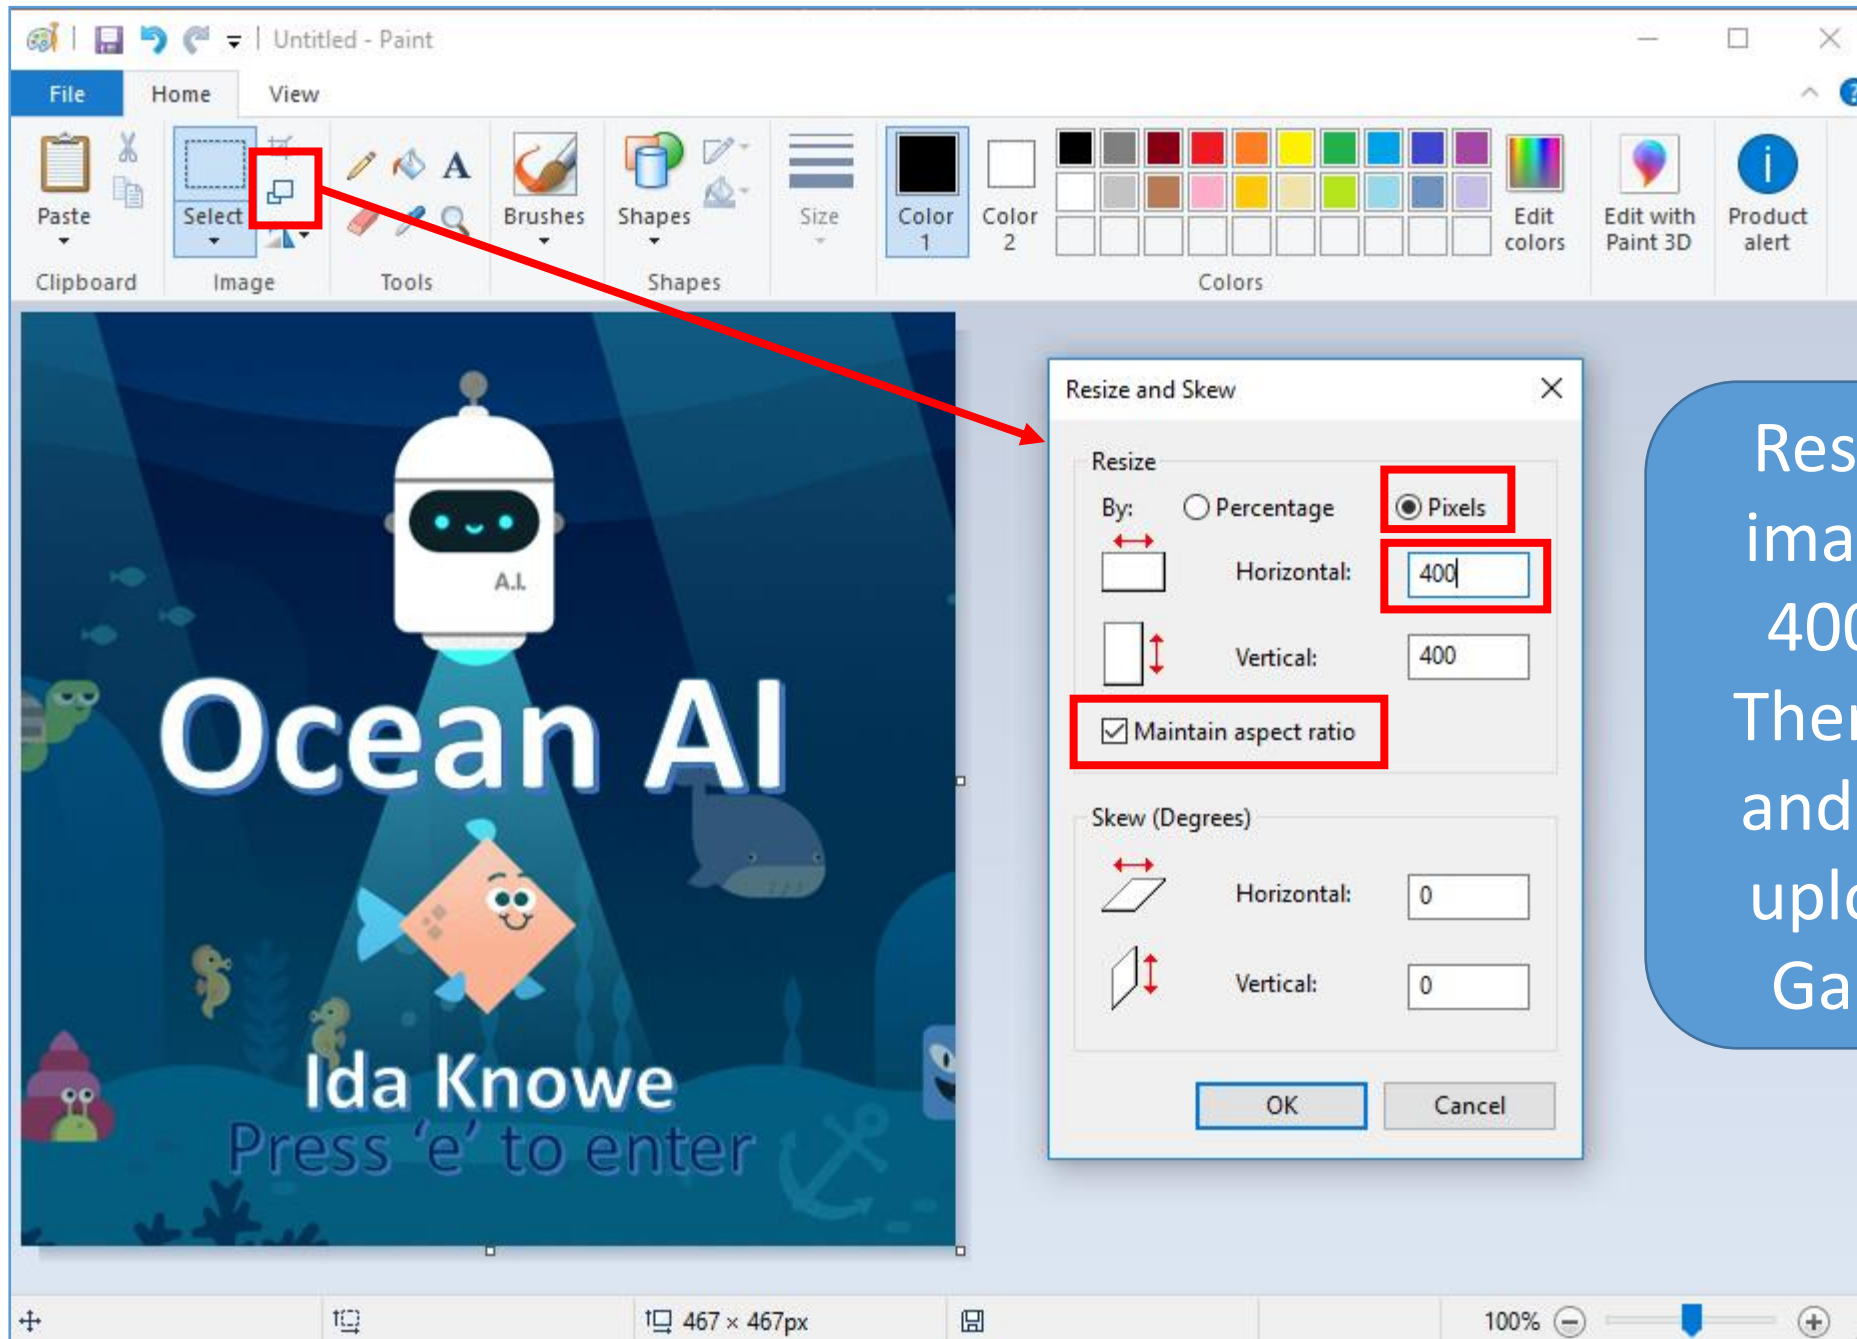 Untitled - Paint
File Home View
Paste
Select
Brushes
Shapes
Size
Color 1
Color 2
Edit colors
Edit with Paint 3D
Product alert
Clipboard
Image
Tools
Shapes
Colors
A.I.
Ocean AI
Ida Knowe
Press 'e' to enter
Resize and Skew
Resize
By: Percentage Pixels
Horizontal: 400
Vertical: 400
Maintain aspect ratio
Skew (Degrees)
Horizontal: 0
Vertical: 0
OK Cancel
400
and
467 × 467px
100%